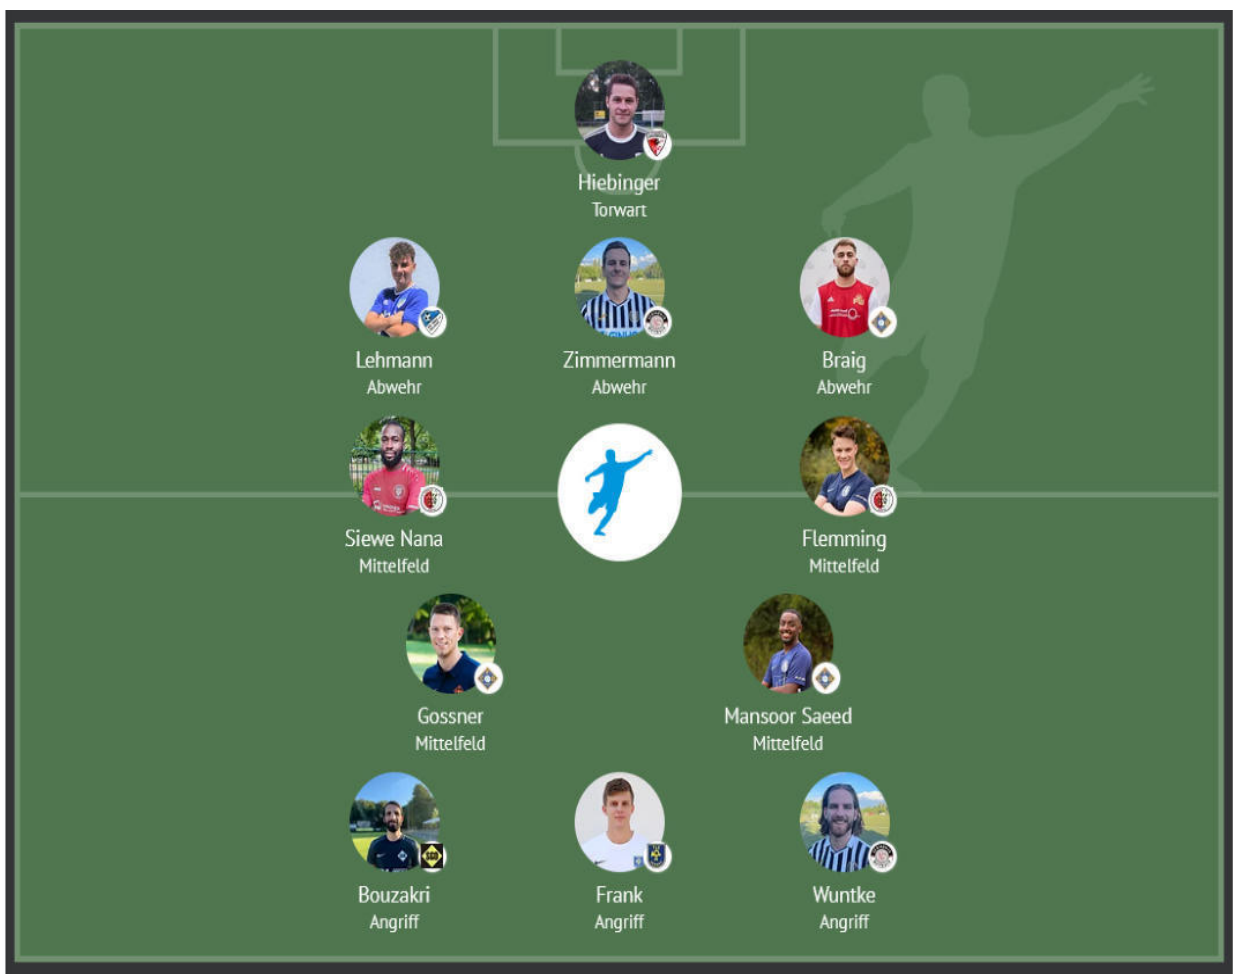 Hiebinger
Torwart
Lehmann
Abwehr
Zimmermann
Abwehr
Braig
Abwehr
Siewe Nana
Mittelfeld
Flemming
Mittelfeld
Gossner
Mittelfeld
Mansoor Saeed
Mittelfeld
Bouzakri
Angriff
Frank
Angriff
Wuntke
Angriff